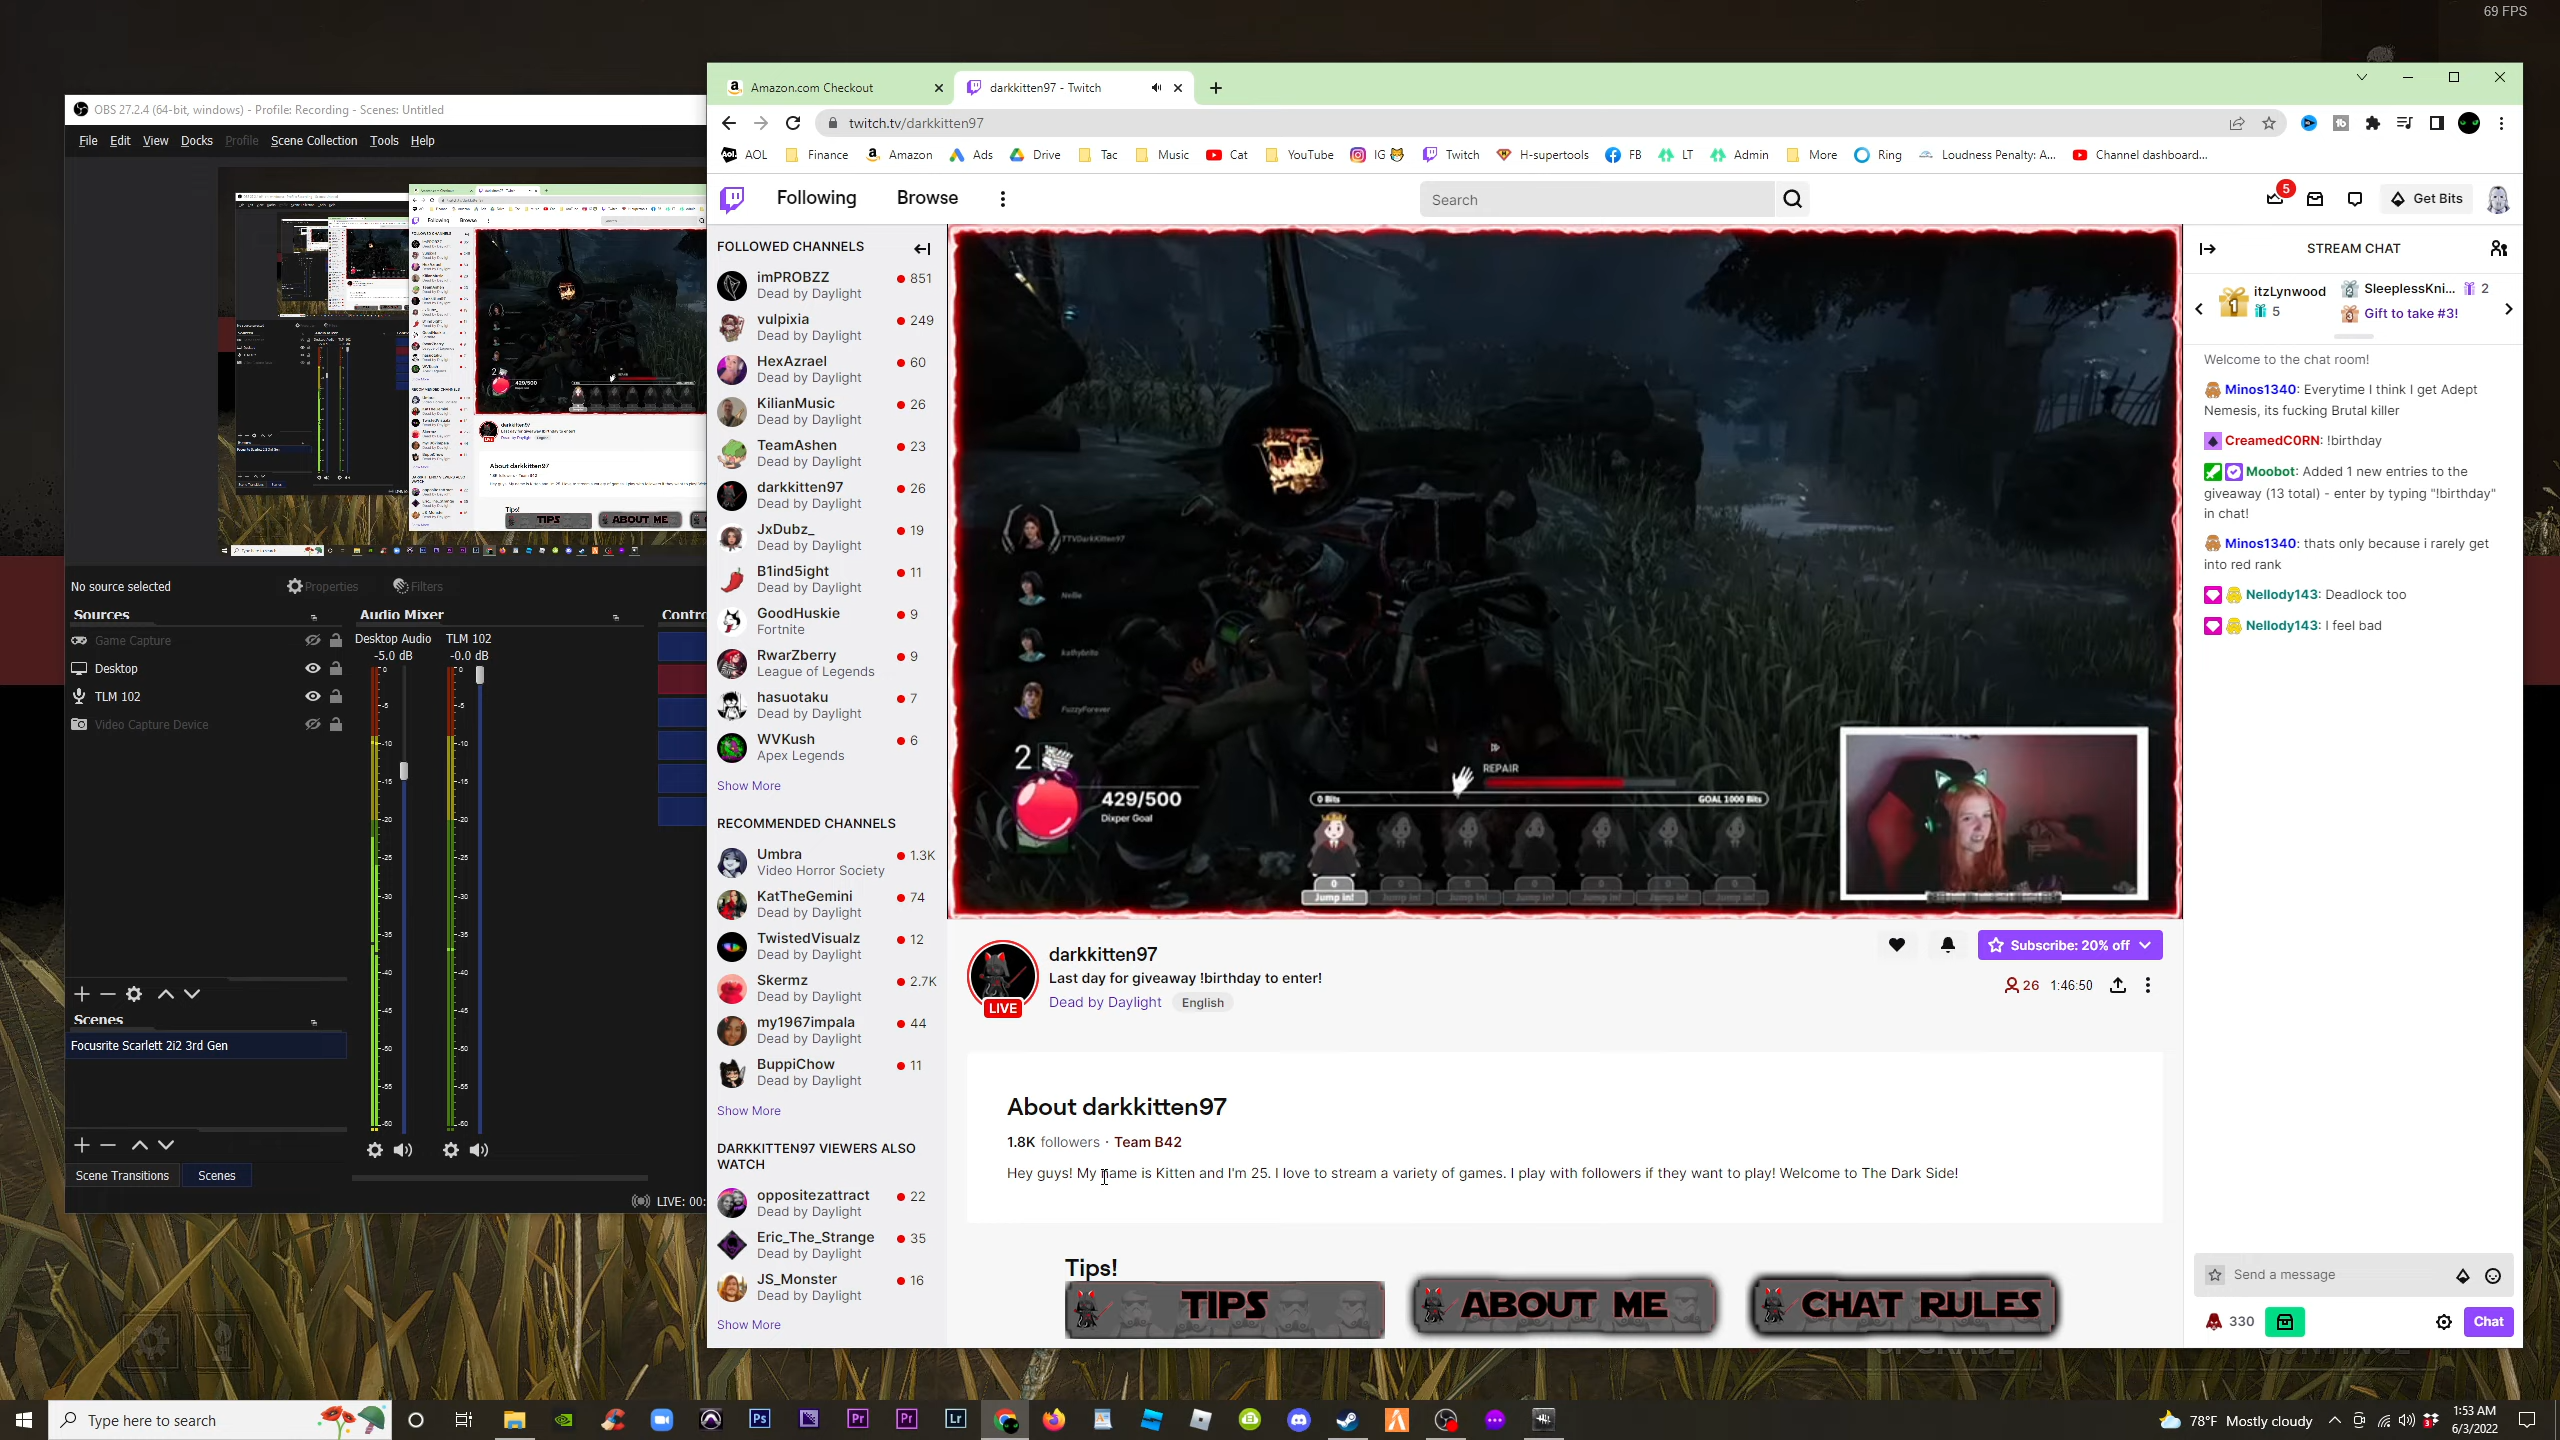 69 FPS
OBS 27.2.4 (64-bit, windows) - Profile: Recording - Scenes: Untitled
File Edit View Docks Profile Scene Collection Tools Help
No source selected
Properties Filters
Sources
Game Capture
Desktop
TLM 102
Video Capture Device
Audio Mixer
Desktop Audio TLM 102
-5.0 dB -0.0 dB
Contro
Scenes
Focusrite Scarlett 2i2 3rd Gen
Scene Transitions Scenes
LIVE: 00:
Amazon.com Checkout
darkkitten97 - Twitch
twitch.tv/darkkitten97
AOL Finance Amazon Ads Drive Tac Music Cat YouTube IG Twitch H-supertools FB LT Admin More Ring Loudness Penalty: A... Channel dashboard...
Following Browse
Search
5
Get Bits
FOLLOWED CHANNELS
imPROBZZ 851
Dead by Daylight
vulpixia 249
Dead by Daylight
HexAzrael 60
Dead by Daylight
KilianMusic 26
Dead by Daylight
TeamAshen 23
Dead by Daylight
darkkitten97 26
Dead by Daylight
JxDubz_ 19
Dead by Daylight
B1ind5ight 11
Dead by Daylight
GoodHuskie 9
Fortnite
RwarZberry 9
League of Legends
hasuotaku 7
Dead by Daylight
WVKush 6
Apex Legends
Show More
RECOMMENDED CHANNELS
Umbra 1.3K
Video Horror Society
KatTheGemini 74
Dead by Daylight
TwistedVisualz 12
Dead by Daylight
Skermz 2.7K
Dead by Daylight
my1967impala 44
Dead by Daylight
BuppiChow 11
Dead by Daylight
Show More
DARKKITTEN97 VIEWERS ALSO
WATCH
oppositezattract 22
Dead by Daylight
Eric_The_Strange 35
Dead by Daylight
JS_Monster 16
Dead by Daylight
Show More
TTVDarkKitten97
Nellie
FuzzyForever
2
429/500
Dixper Goal
REPAIR
0 Bits GOAL 1000 Bits
0
Jump in!
LIVE
darkkitten97
Last day for giveaway !birthday to enter!
Dead by Daylight English
Subscribe: 20% off
26 1:46:50
About darkkitten97
1.8K followers · Team B42
Hey guys! My name is Kitten and I'm 25. I love to stream a variety of games. I play with followers if they want to play! Welcome to The Dark Side!
Tips!
TIPS
ABOUT ME
CHAT RULES
STREAM CHAT
1 itzLynwood
5
2 SleeplessKni... 2
3 Gift to take #3!
Welcome to the chat room!
Minos1340: Everytime I think I get Adept
Nemesis, its fucking Brutal killer
CreamedC0RN: !birthday
Moobot: Added 1 new entries to the
giveaway (13 total) - enter by typing "!birthday"
in chat!
Minos1340: thats only because i rarely get
into red rank
Nellody143: Deadlock too
Nellody143: I feel bad
Send a message
330
Chat
Type here to search
78°F Mostly cloudy
1:53 AM
6/3/2022